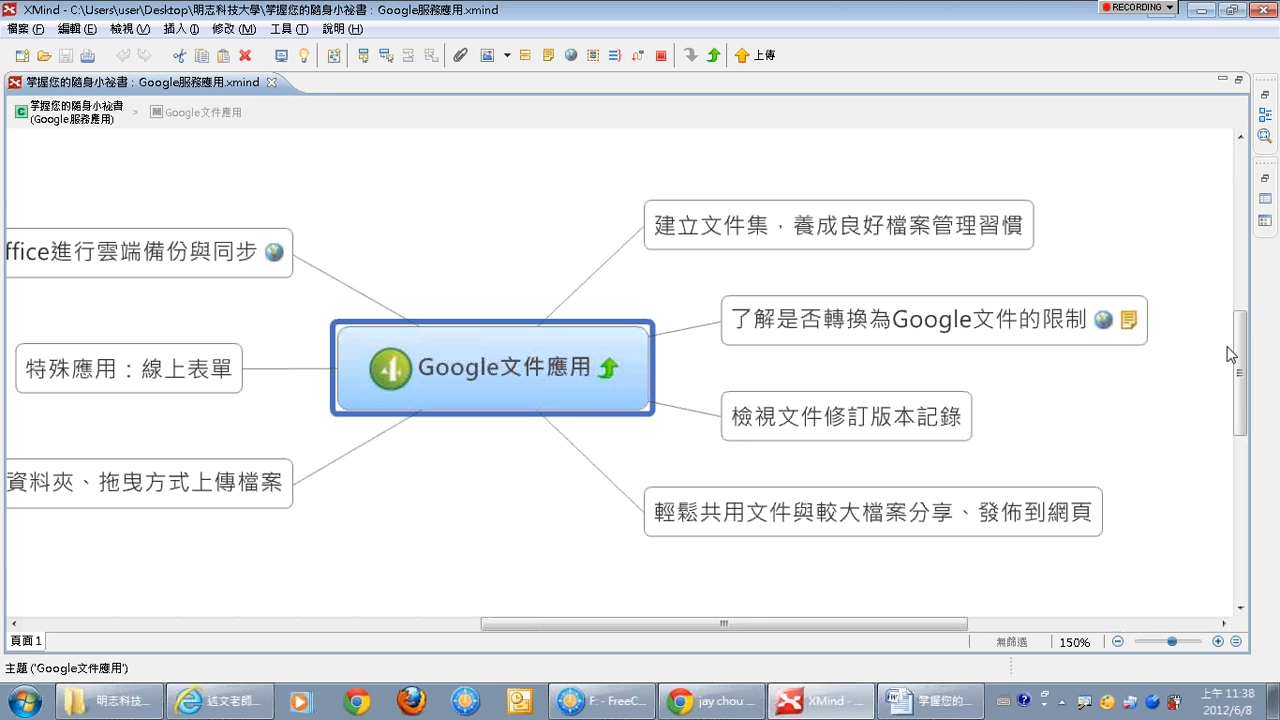 XMind - C:\Users\user\Desktop\明志科技大學\掌握您的隨身小祕書：Google服務應用.xmind
RECORDING
檔案(F) 編輯(E) 檢視(V) 插入(I) 修改(M) 工具(T) 說明(H)
上傳
掌握您的隨身小祕書：Google服務應用.xmind
掌握您的隨身小祕書
(Google服務應用)
> Google文件應用
建立文件集，養成良好檔案管理習慣
ffice進行雲端備份與同步
了解是否轉換為Google文件的限制
特殊應用：線上表單
4 Google文件應用
檢視文件修訂版本記錄
資料夾、拖曳方式上傳檔案
輕鬆共用文件與較大檔案分享、發佈到網頁
頁面 1
無篩選
150%
主題 ('Google文件應用')
明志科技...
述文老師...
F: - FreeC...
jay chou ...
XMind - ...
掌握您的...
上午 11:38
2012/6/8